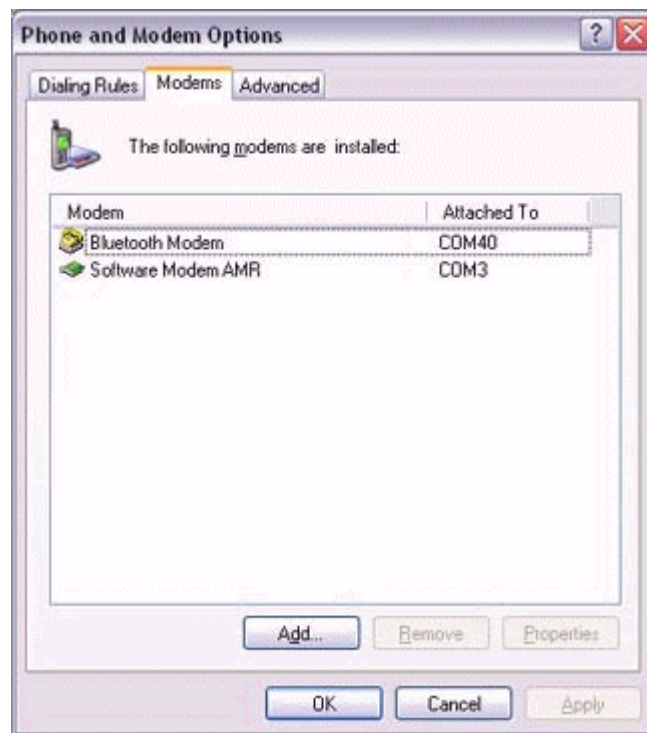 Phone and Modem Options
Dialing Rules Modems Advanced
The following modems are installed:
Modem Attached To
Bluetooth Modem COM40
Software Modem AMR COM3
Add... Remove Properties
OK Cancel Apply